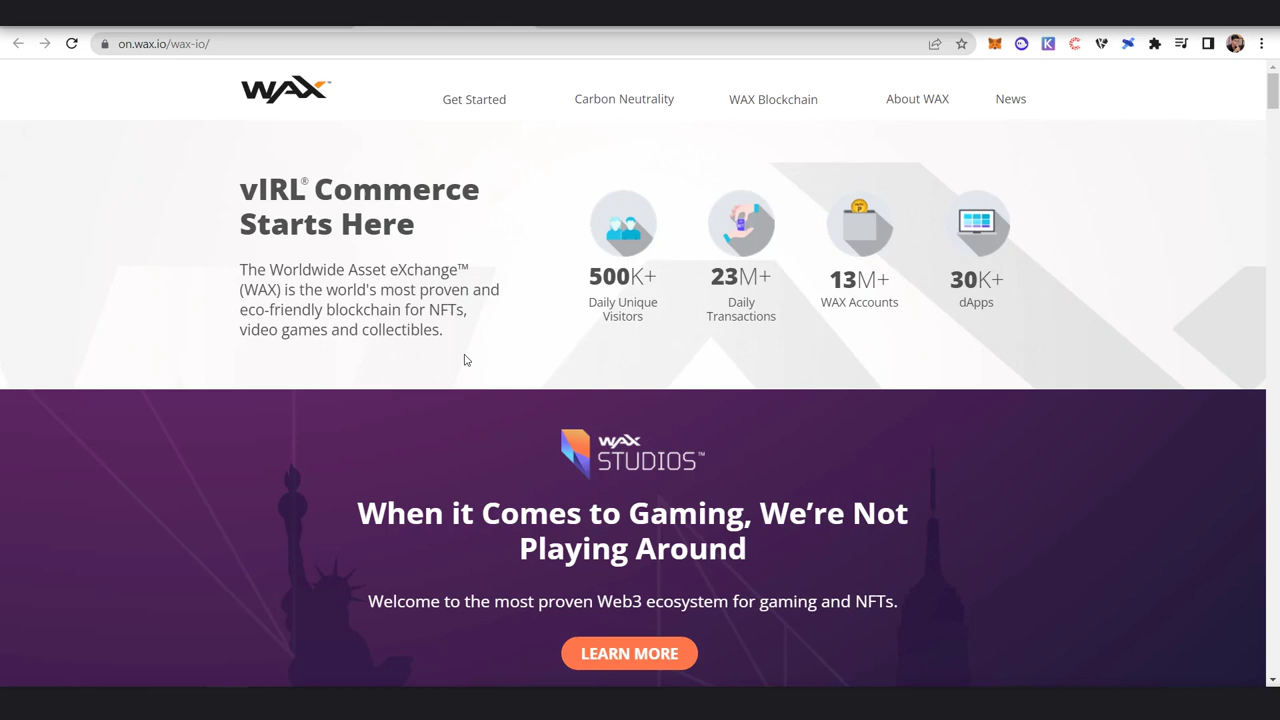 on.wax.io/wax-io/
WAX™
Get Started
Carbon Neutrality
WAX Blockchain
About WAX
News
vIRL® Commerce
Starts Here
The Worldwide Asset eXchange™
(WAX) is the world's most proven and
eco-friendly blockchain for NFTs,
video games and collectibles.
500K+
Daily Unique
Visitors
23M+
Daily
Transactions
13M+
WAX Accounts
30K+
dApps
WAX
STUDIOS™
When it Comes to Gaming, We’re Not
Playing Around
Welcome to the most proven Web3 ecosystem for gaming and NFTs.
LEARN MORE